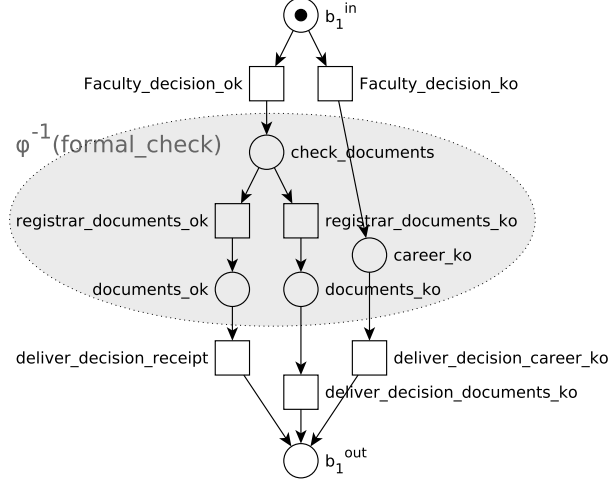 b₁ⁱⁿ
Faculty_decision_ok
Faculty_decision_ko
φ⁻¹(formal_check)
check_documents
registrar_documents_ok
registrar_documents_ko
career_ko
documents_ok
documents_ko
deliver_decision_receipt
deliver_decision_career_ko
deliver_decision_documents_ko
b₁ᵒᵘᵗ